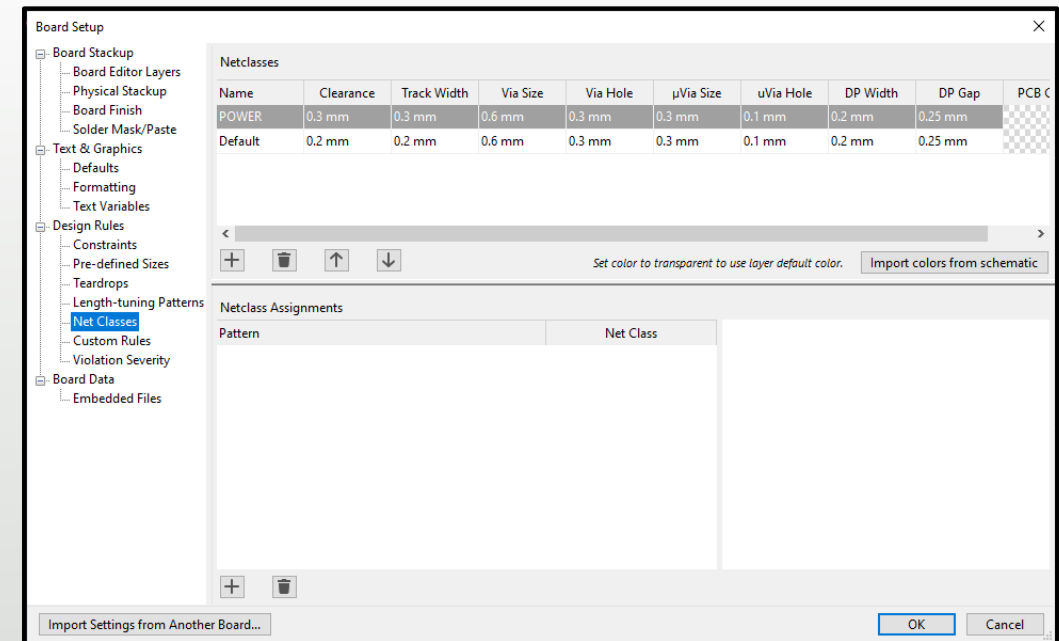 Board Setup
Board Stackup
Board Editor Layers
Physical Stackup
Board Finish
Solder Mask/Paste
Text & Graphics
Defaults
Formatting
Text Variables
Design Rules
Constraints
Pre-defined Sizes
Teardrops
Length-tuning Patterns
Net Classes
Custom Rules
Violation Severity
Board Data
Embedded Files
Netclasses
Name Clearance Track Width Via Size Via Hole µVia Size uVia Hole DP Width DP Gap PCB C
POWER 0.3 mm 0.3 mm 0.6 mm 0.3 mm 0.3 mm 0.1 mm 0.2 mm 0.25 mm
Default 0.2 mm 0.2 mm 0.6 mm 0.3 mm 0.3 mm 0.1 mm 0.2 mm 0.25 mm
Set color to transparent to use layer default color. Import colors from schematic
Netclass Assignments
Pattern Net Class
Import Settings from Another Board... OK Cancel